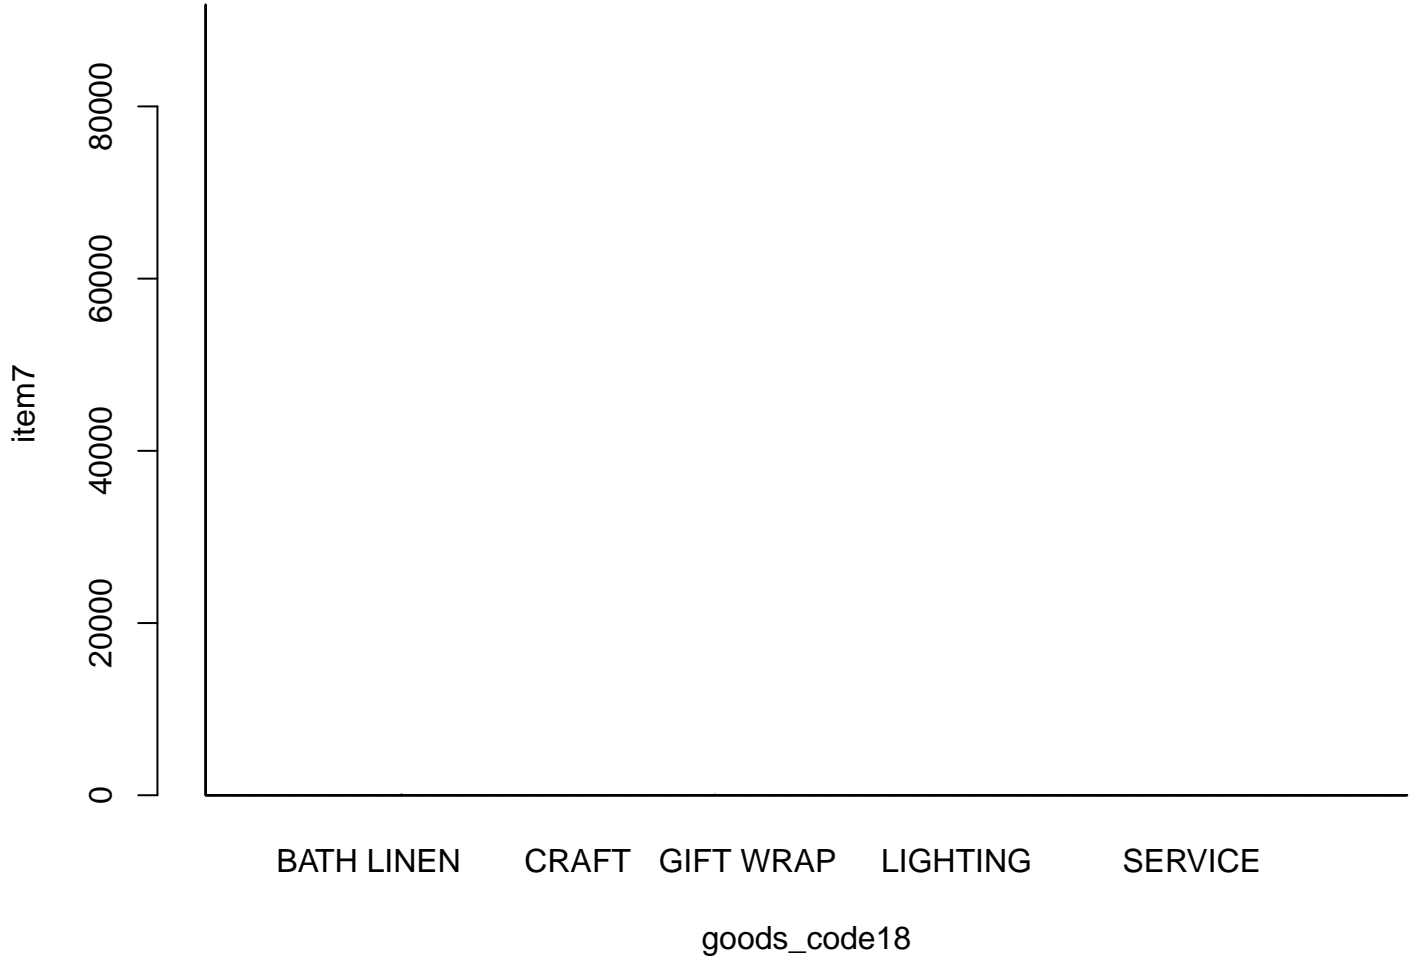 80000
60000
40000
20000
0
item7
BATH LINEN CRAFT GIFT WRAP LIGHTING SERVICE
goods_code18